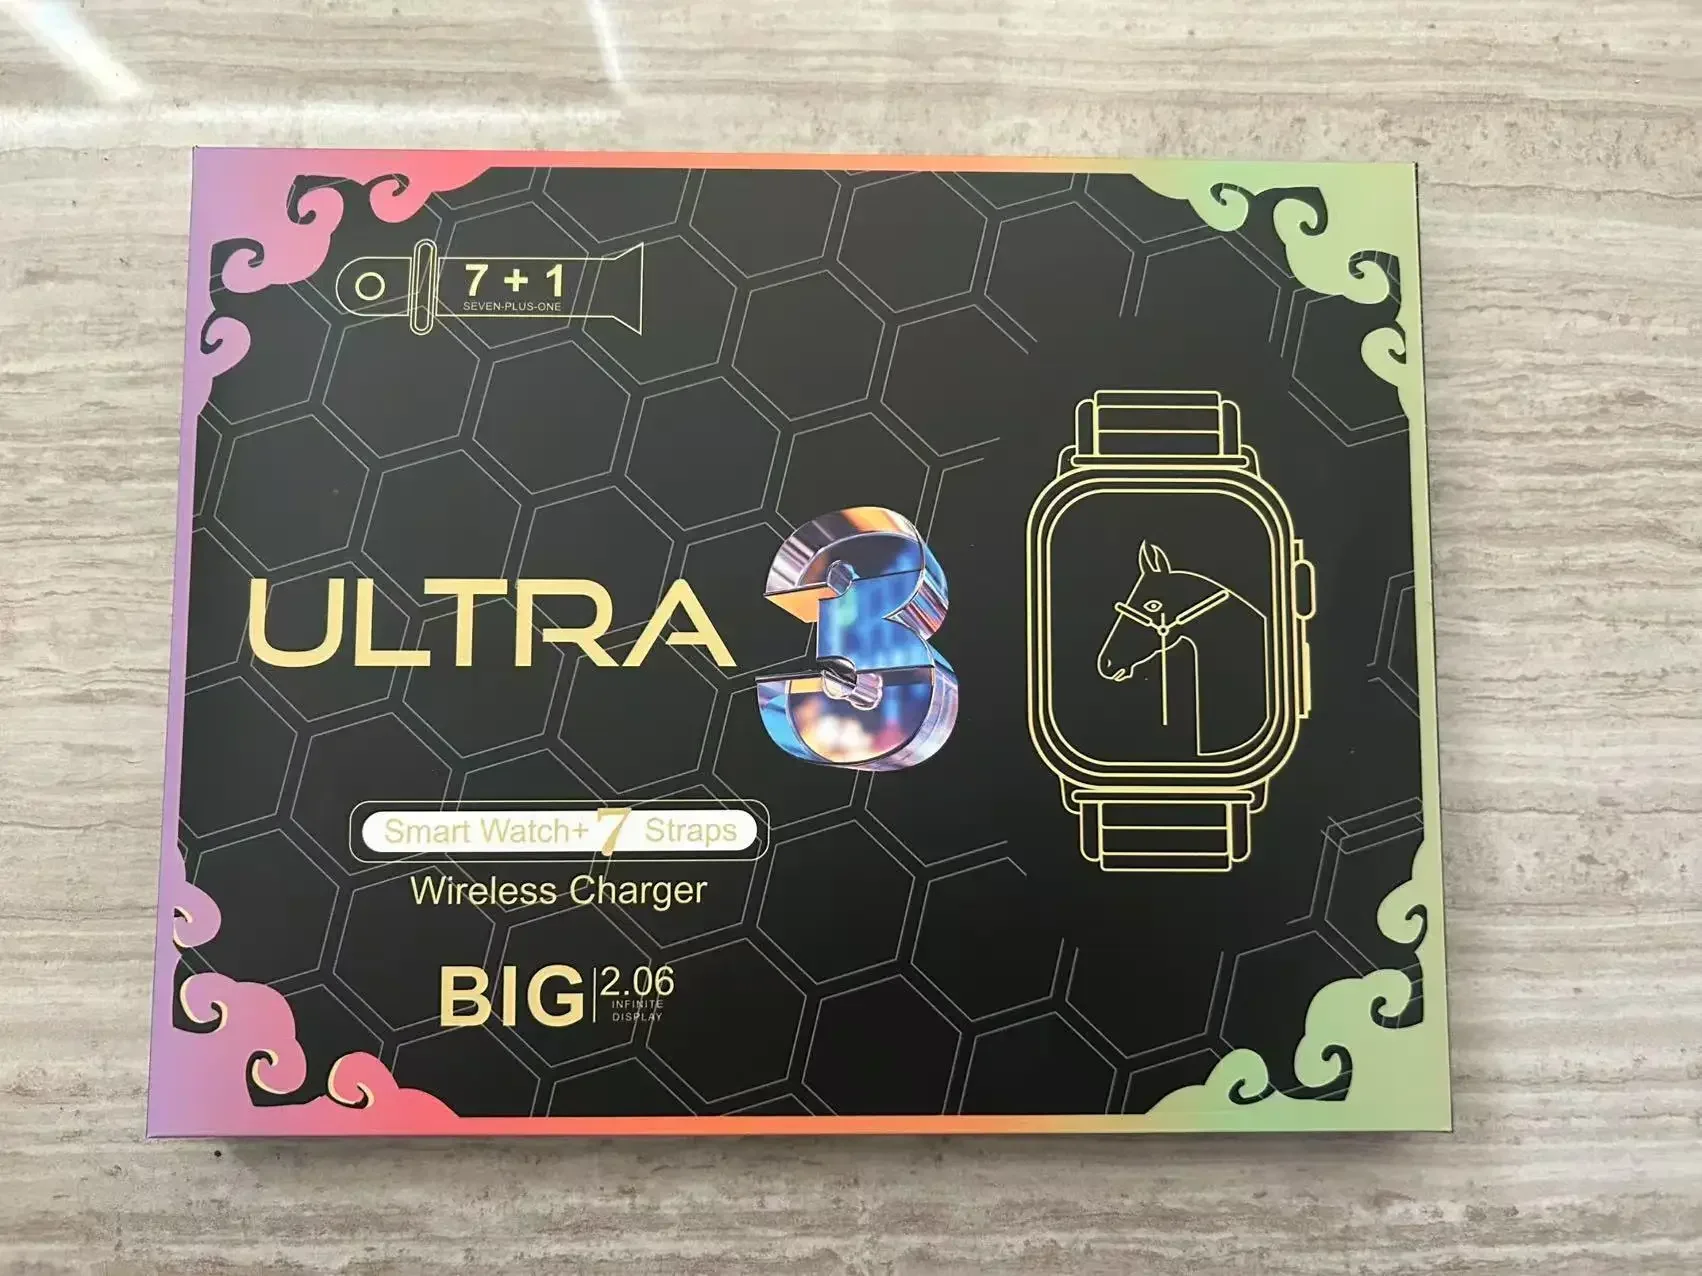 7 + 1
SEVEN-PLUS-ONE
ULTRA 3
Smart Watch+ 7 Straps
Wireless Charger
BIG 2.06
INFINITE
DISPLAY